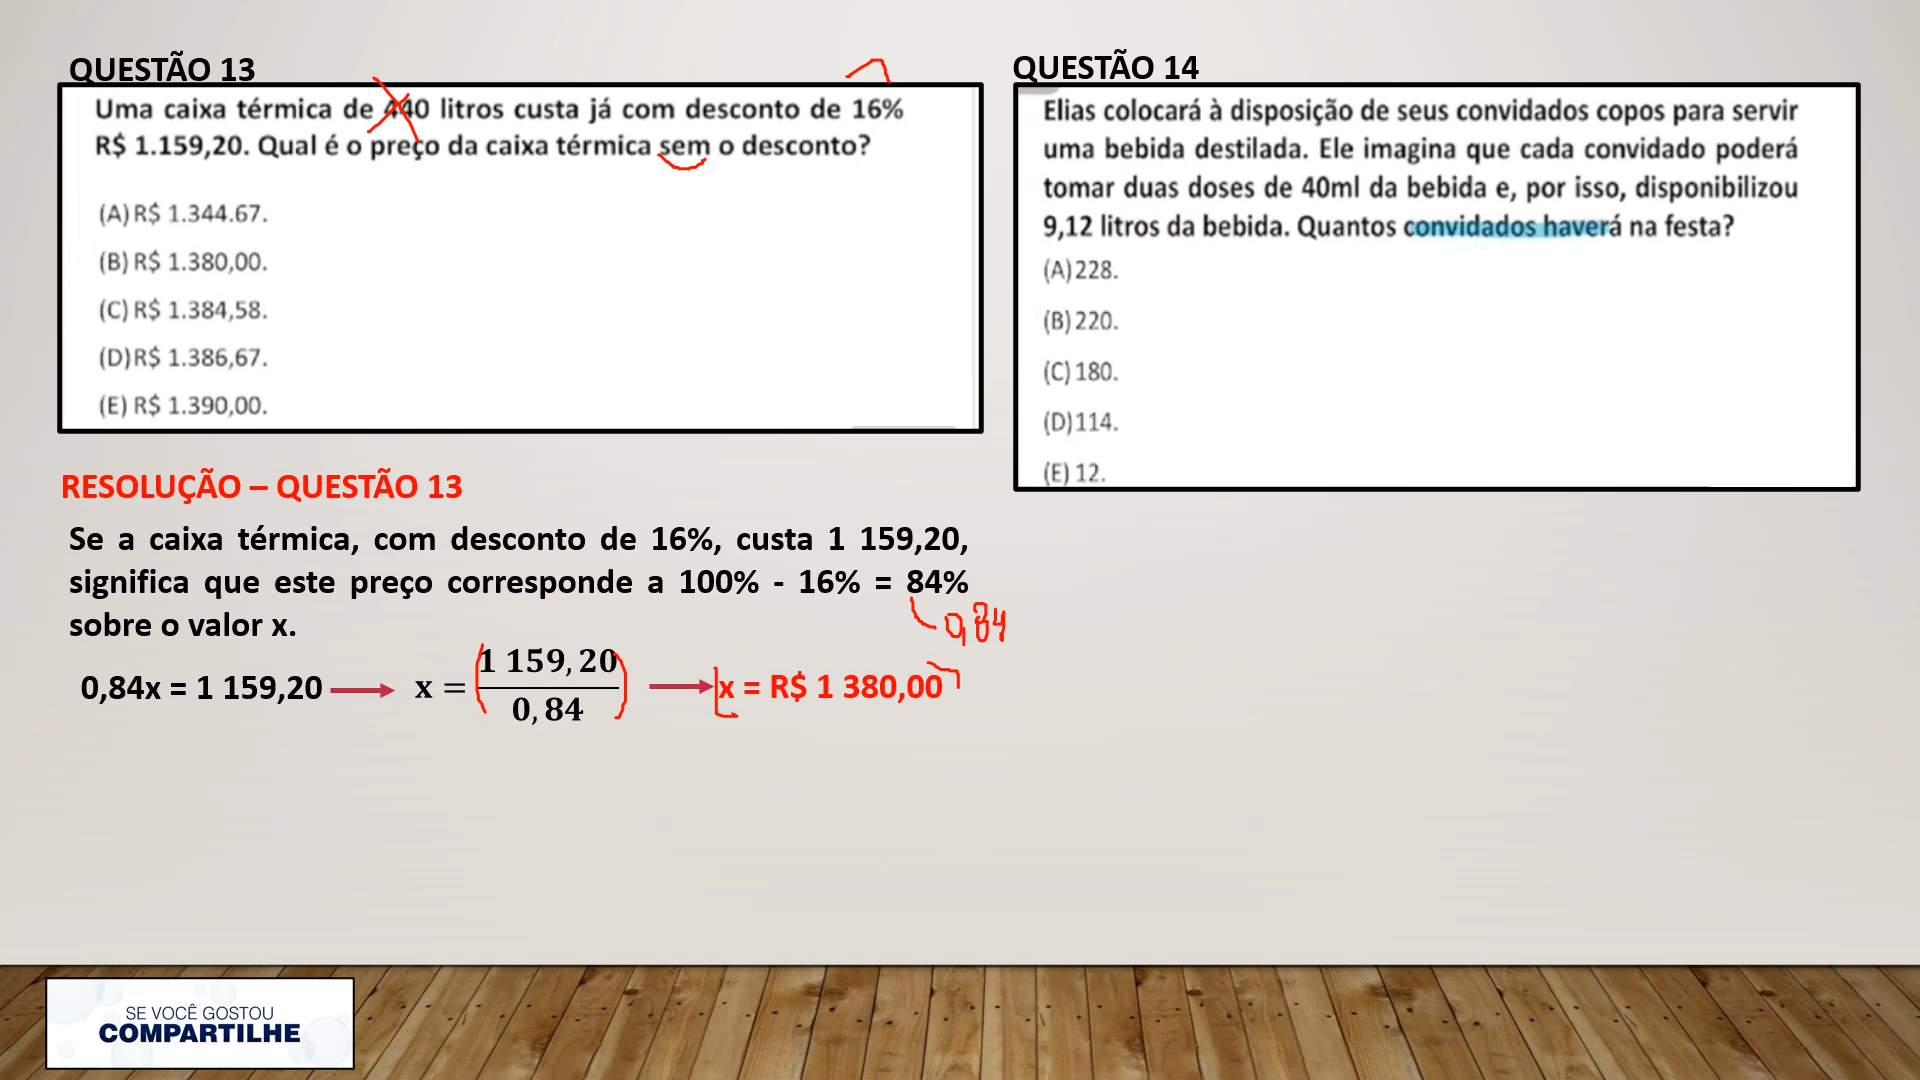 QUESTÃO 13
Uma caixa térmica de 440 litros custa já com desconto de 16%
R$ 1.159,20. Qual é o preço da caixa térmica sem o desconto?
(A) R$ 1.344.67.
(B) R$ 1.380,00.
(C) R$ 1.384,58.
(D) R$ 1.386,67.
(E) R$ 1.390,00.
RESOLUÇÃO – QUESTÃO 13
Se a caixa térmica, com desconto de 16%, custa 1 159,20,
significa que este preço corresponde a 100% - 16% = 84%
sobre o valor x.
0,84
0,84x = 1 159,20
x = 1 159,20
0,84
x = R$ 1 380,00
QUESTÃO 14
Elias colocará à disposição de seus convidados copos para servir
uma bebida destilada. Ele imagina que cada convidado poderá
tomar duas doses de 40ml da bebida e, por isso, disponibilizou
9,12 litros da bebida. Quantos convidados haverá na festa?
(A) 228.
(B) 220.
(C) 180.
(D) 114.
(E) 12.
SE VOCÊ GOSTOU
COMPARTILHE